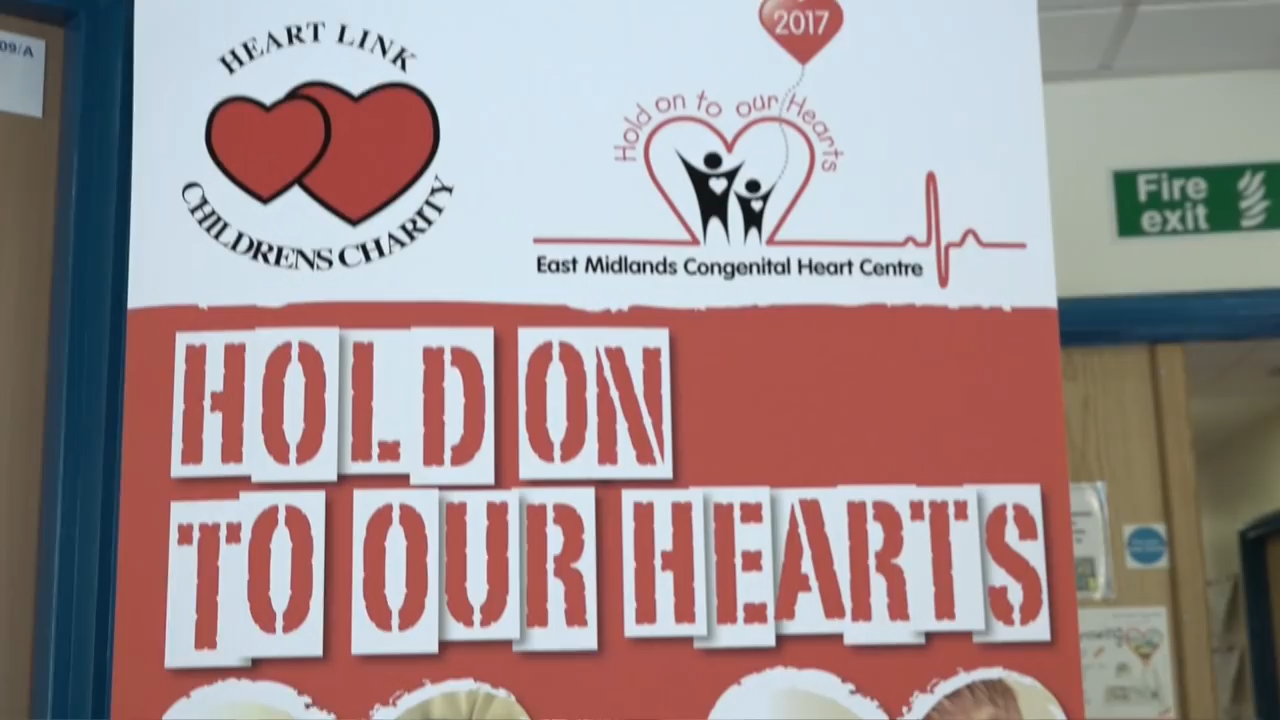 09/A
HEART LINK
CHILDRENS CHARITY
2017
Hold on to our Hearts
East Midlands Congenital Heart Centre
Fire
exit
HOLD ON
TO OUR HEARTS